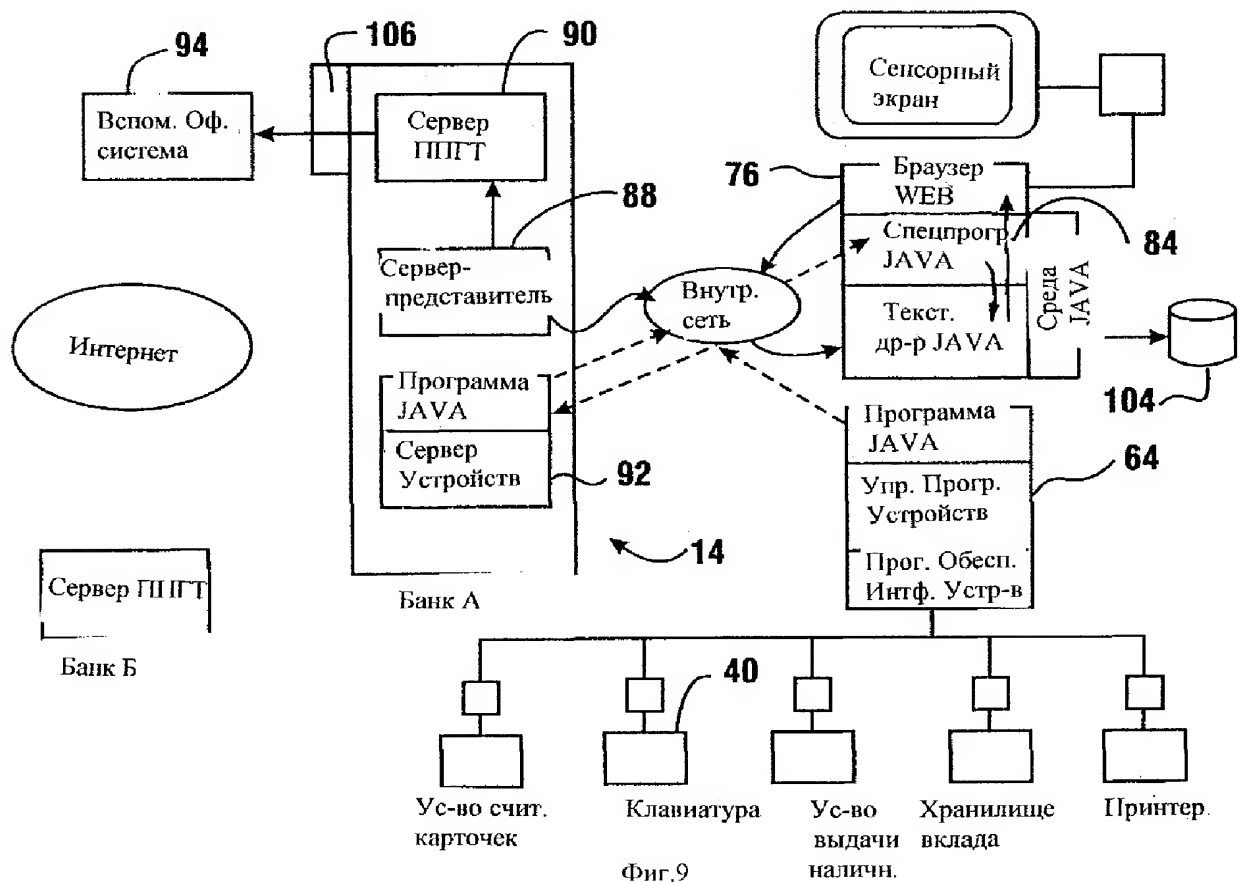 94
106
90
Вспом. Оф.
система
Сервер
ППГТ
88
Сервер-
представитель
Интернет
Программа
JAVA
Сервер
Устройств
92
14
Банк А
Сервер ППГТ
Банк Б
Внутр.
сеть
Сенсорный
экран
76
Браузер
WEB
Спецпрогр
JAVA
84
Текст.
др-р JAVA
Среда
JAVA
104
Программа
JAVA
64
Упр. Прогр.
Устройств
Прог. Обесп.
Интф. Устр-в
40
Ус-во счит.
карточек
Клавиатура
Ус-во
выдачи
наличн.
Хранилище
вклада
Принтер.
Фиг.9